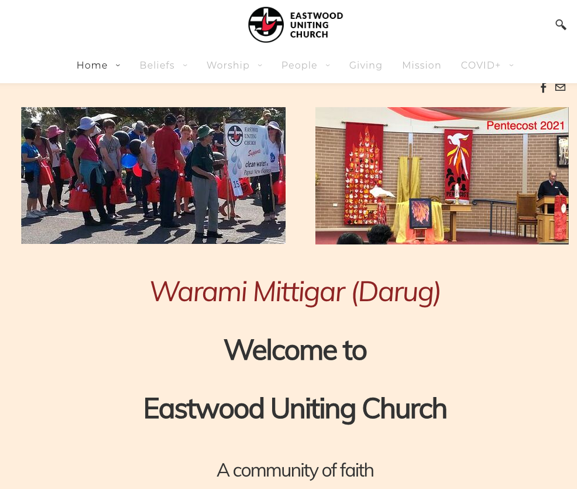 EASTWOOD
UNITING
CHURCH
Home Beliefs Worship People Giving Mission COVID+
Pentecost 2021
Warami Mittigar (Darug)
Welcome to
Eastwood Uniting Church
A community of faith